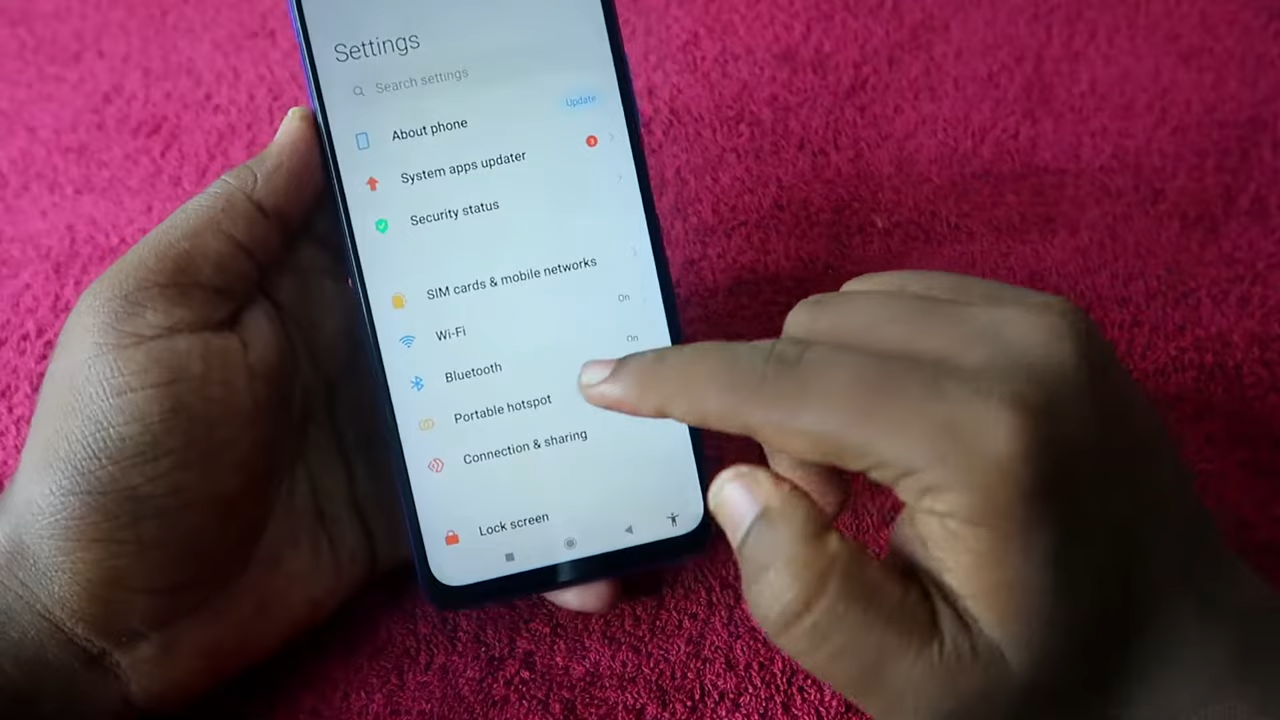 Settings
Search settings
About phone
Update
System apps updater
3
Security status
SIM cards & mobile networks
Wi-Fi
On
Bluetooth
On
Portable hotspot
Connection & sharing
Lock screen